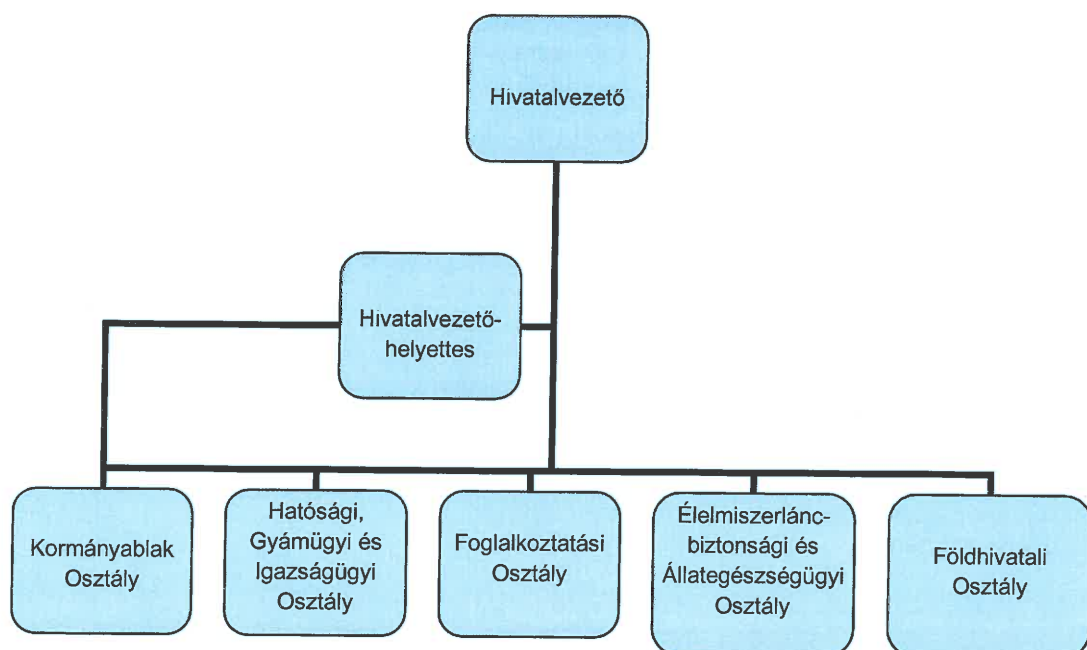 Hivatalvezető
Hivatalvezető-
helyettes
Kormányablak
Osztály
Hatósági,
Gyámügyi és
Igazságügyi
Osztály
Foglalkoztatási
Osztály
Élelmiszerlánc-
biztonsági és
Állategészségügyi
Osztály
Földhivatali
Osztály